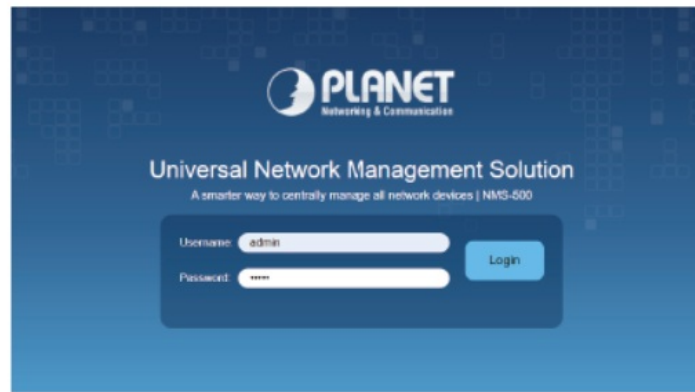 PLANET
Networking & Communication
Universal Network Management Solution
A smarter way to centrally manage all network devices | NMS-500
Username: admin
Login
Password: •••••